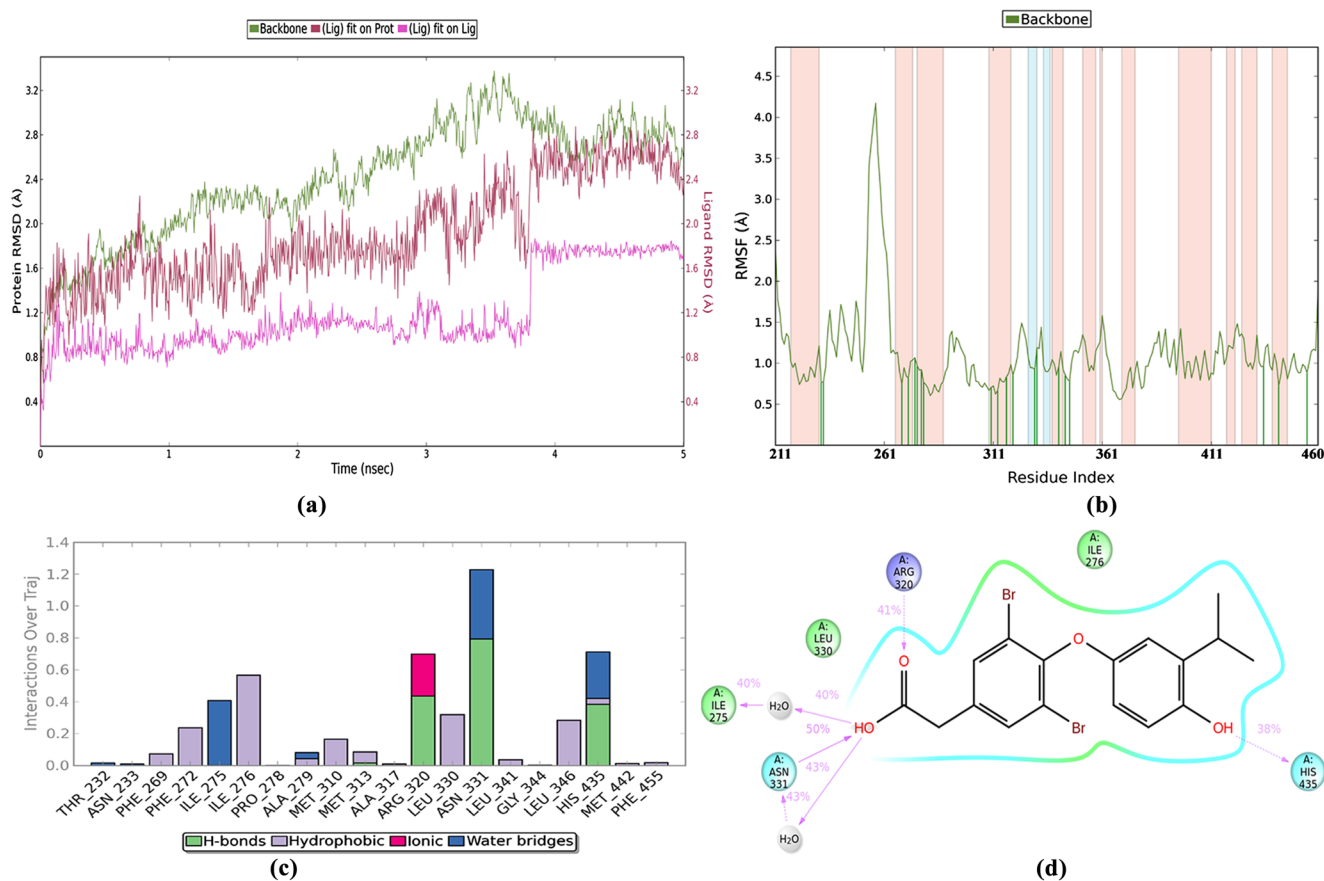 Backbone (Lig) fit on Prot (Lig) fit on Lig
Protein RMSD (Å)
3.2
2.8
2.4
2.0
1.6
1.2
0.8
0.4
3.2
2.8
2.4
2.0
1.6
1.2
0.8
0.4
Ligand RMSD (Å)
0 1 2 3 4 5
Time (nsec)
(a)
Backbone
RMSF (Å)
4.5
4.0
3.5
3.0
2.5
2.0
1.5
1.0
0.5
211 261 311 361 411 460
Residue Index
(b)
Interactions Over Traj
1.4
1.2
1.0
0.8
0.6
0.4
0.2
0.0
THR_232 ASN_233 PHE_269 PHE_272 ILE_275 ILE_276 PRO_278 ALA_279 MET_310 MET_313 ALA_317 ARG_320 LEU_330 ASN_331 LEU_341 GLY_344 LEU_346 HIS_435 MET_442 PHE_455
H-bonds Hydrophobic Ionic Water bridges
(c)
A:
ILE
276
A:
ARG
320
41%
Br
O
O
A:
LEU
330
40%
40%
A:
ILE
275
H₂O
50%
HO
Br
OH
38%
A:
ASN
331
43%
43%
A:
HIS
435
H₂O
(d)